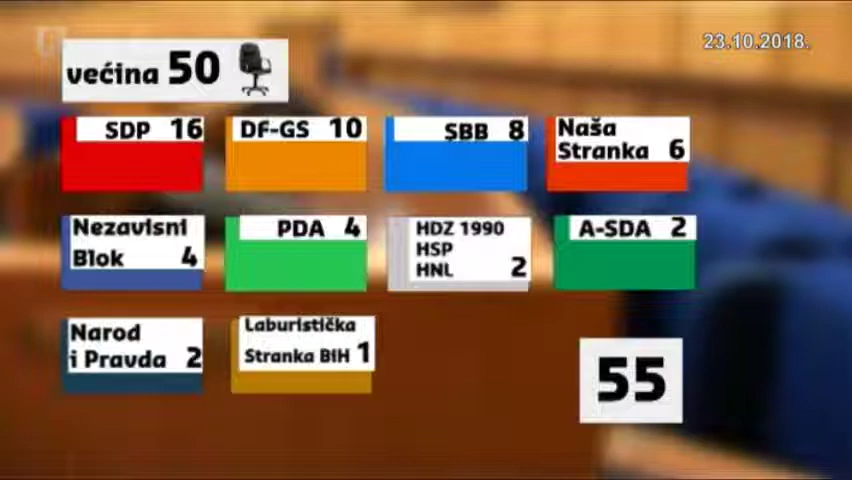 23.10.2018.
većina 50
SDP 16
DF-GS 10
SBB 8
Naša
Stranka 6
Nezavisni
Blok 4
PDA 4
HDZ 1990
HSP
HNL 2
A-SDA 2
Narod
i Pravda 2
Laburistička
Stranka BiH 1
55